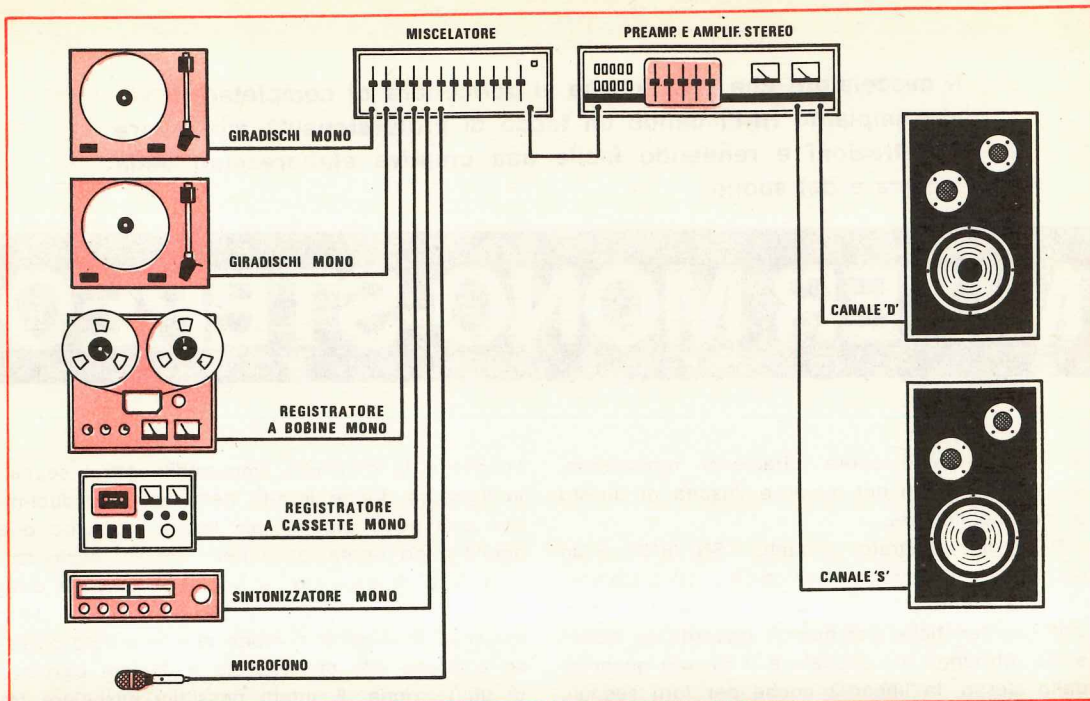 MISCELATORE
PREAMP. E AMPLIF. STEREO
GIRADISCHI MONO
GIRADISCHI MONO
CANALE 'D'
REGISTRATORE
A BOBINE MONO
REGISTRATORE
A CASSETTE MONO
SINTONIZZATORE MONO
CANALE 'S'
MICROFONO